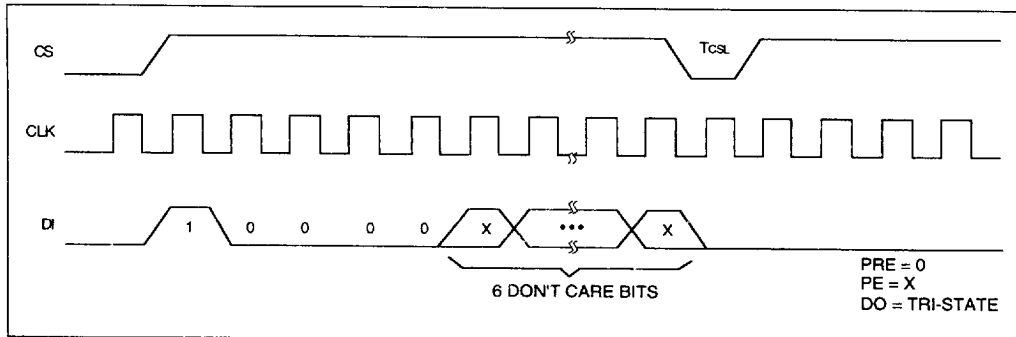 CS
TCSL
CLK
DI
1 0 0 0 0 X ••• X
6 DON'T CARE BITS
PRE = 0
PE = X
DO = TRI-STATE